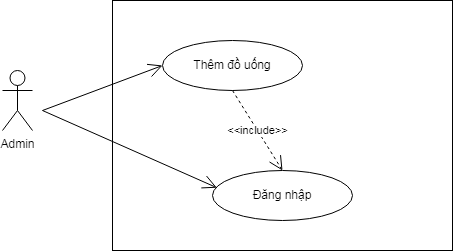 Thêm đồ uống
<<include>>
Admin
Đăng nhập